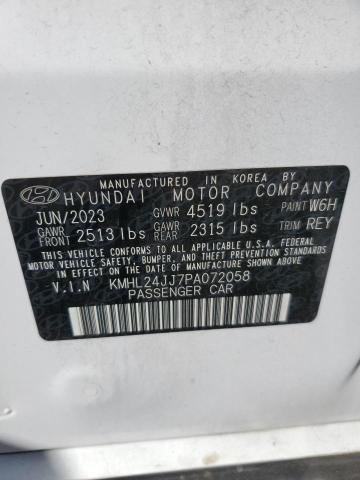 MANUFACTURED IN KOREA BY
HYUNDAI MOTOR COMPANY
JUN/2023 GVWR 4519 lbs PAINT W6H
GAWR FRONT 2513 lbs GAWR REAR 2315 lbs TRIM REY
THIS VEHICLE CONFORMS TO ALL APPLICABLE U.S.A. FEDERAL
MOTOR VEHICLE SAFETY, BUMPER, AND THEFT PREVENTION STANDARDS
IN EFFECT ON THE DATE OF MANUFACTURE SHOWN ABOVE.
V.I.N KMHL24JJ7PA072058
PASSENGER CAR